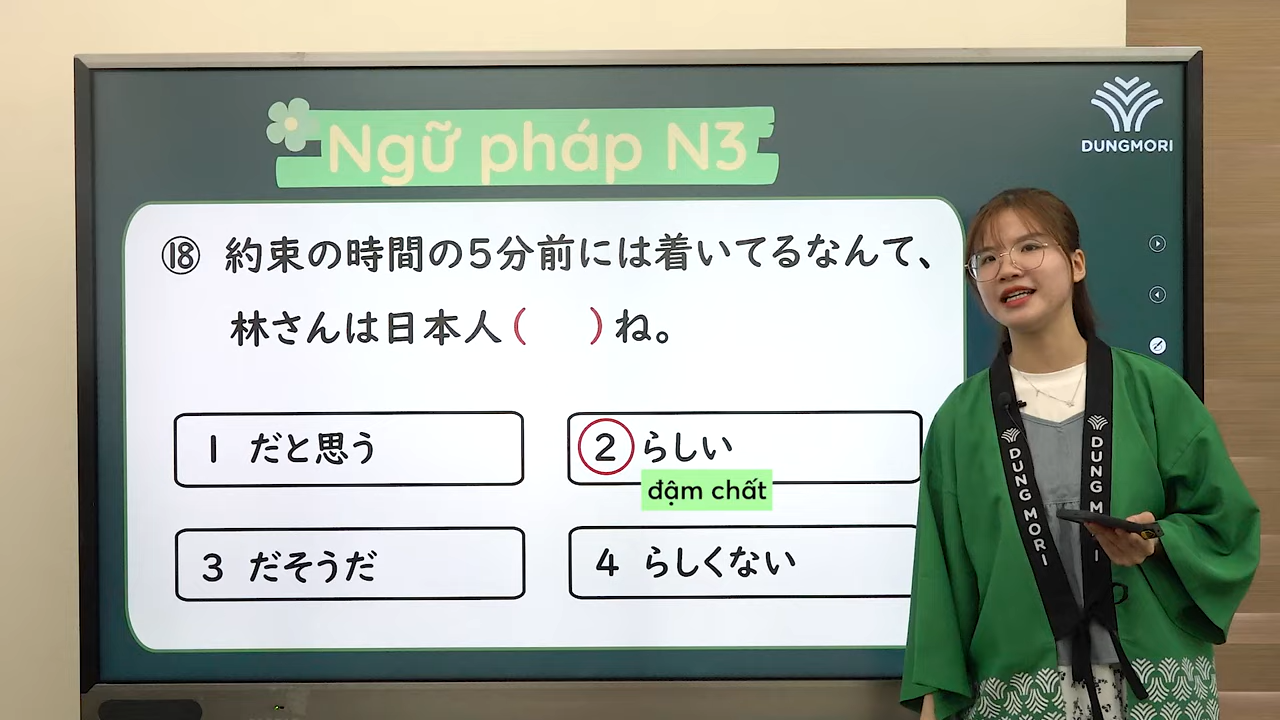 Ngữ pháp N3
DUNGMORI
⑱ 約束の時間の5分前には着いてるなんて、
林さんは日本人( )ね。
1 だと思う
2 らしい
đậm chất
3 だそうだ
4 らしくない
DUNG MORI
DUNG MORI